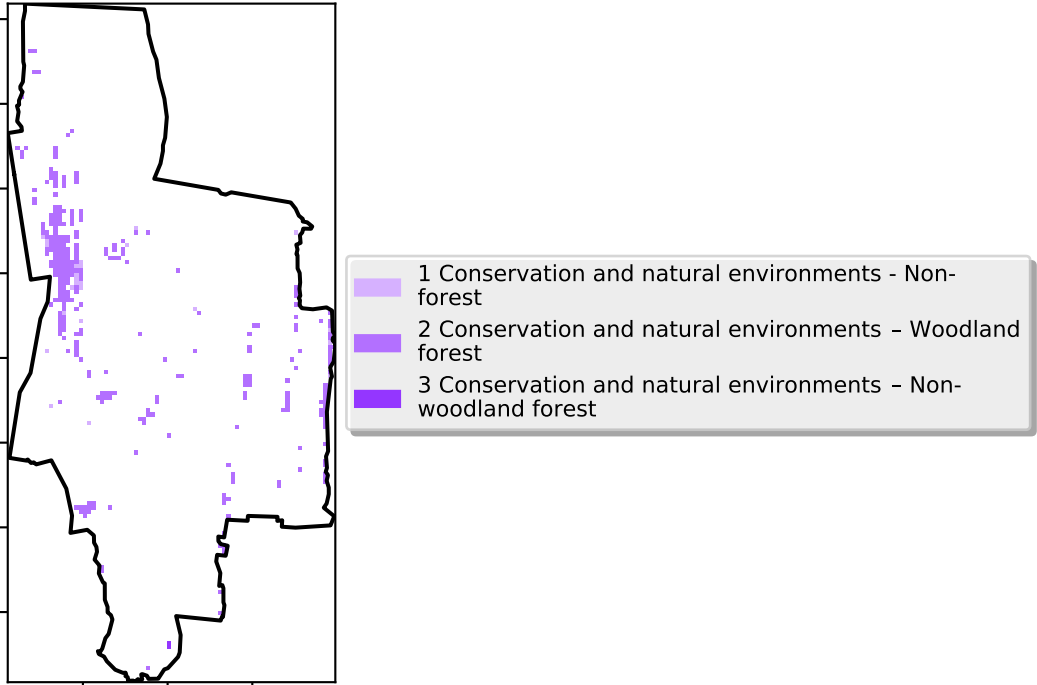 1 Conservation and natural environments - Non-
forest
2 Conservation and natural environments – Woodland
forest
3 Conservation and natural environments – Non-
woodland forest